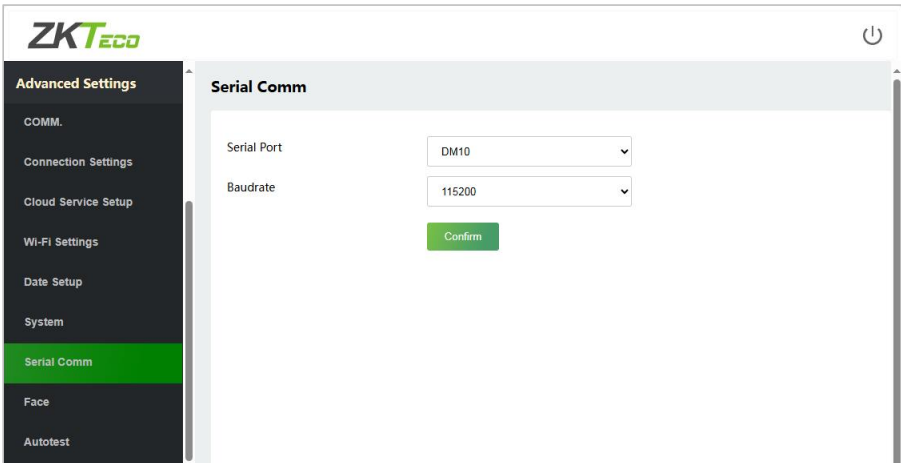 ZKTECO
Advanced Settings
COMM.
Connection Settings
Cloud Service Setup
Wi-Fi Settings
Date Setup
System
Serial Comm
Face
Autotest
Serial Comm
Serial Port
DM10
Baudrate
115200
Confirm